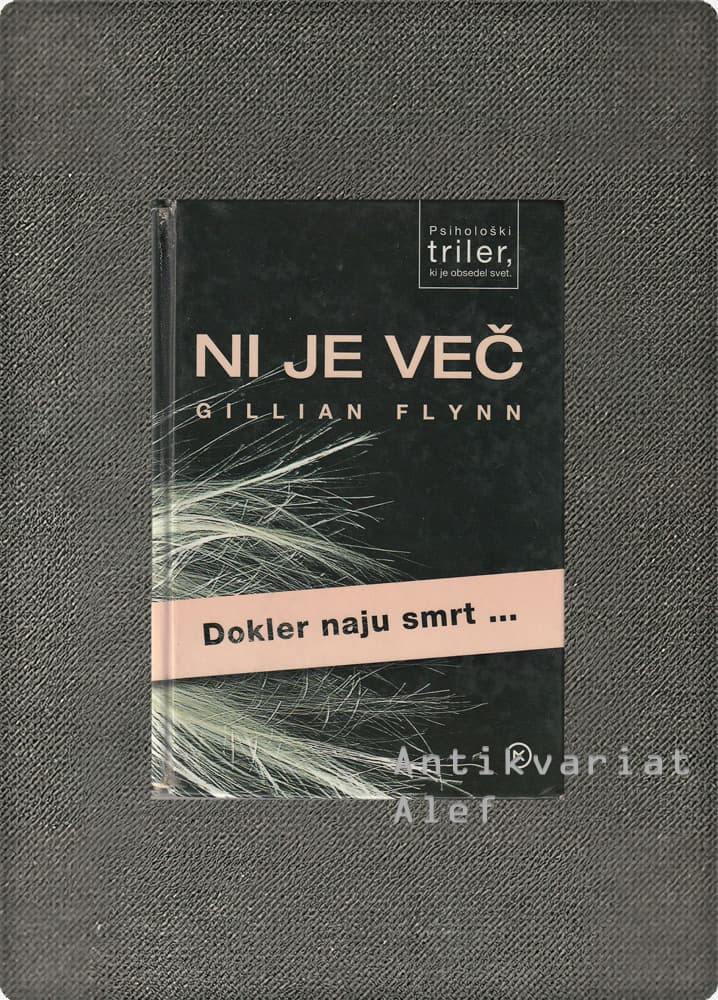 Psihološki
triler,
ki je obsedel svet.
NI JE VEČ
GILLIAN FLYNN
Dokler naju smrt ...
Antikvariat
Alef